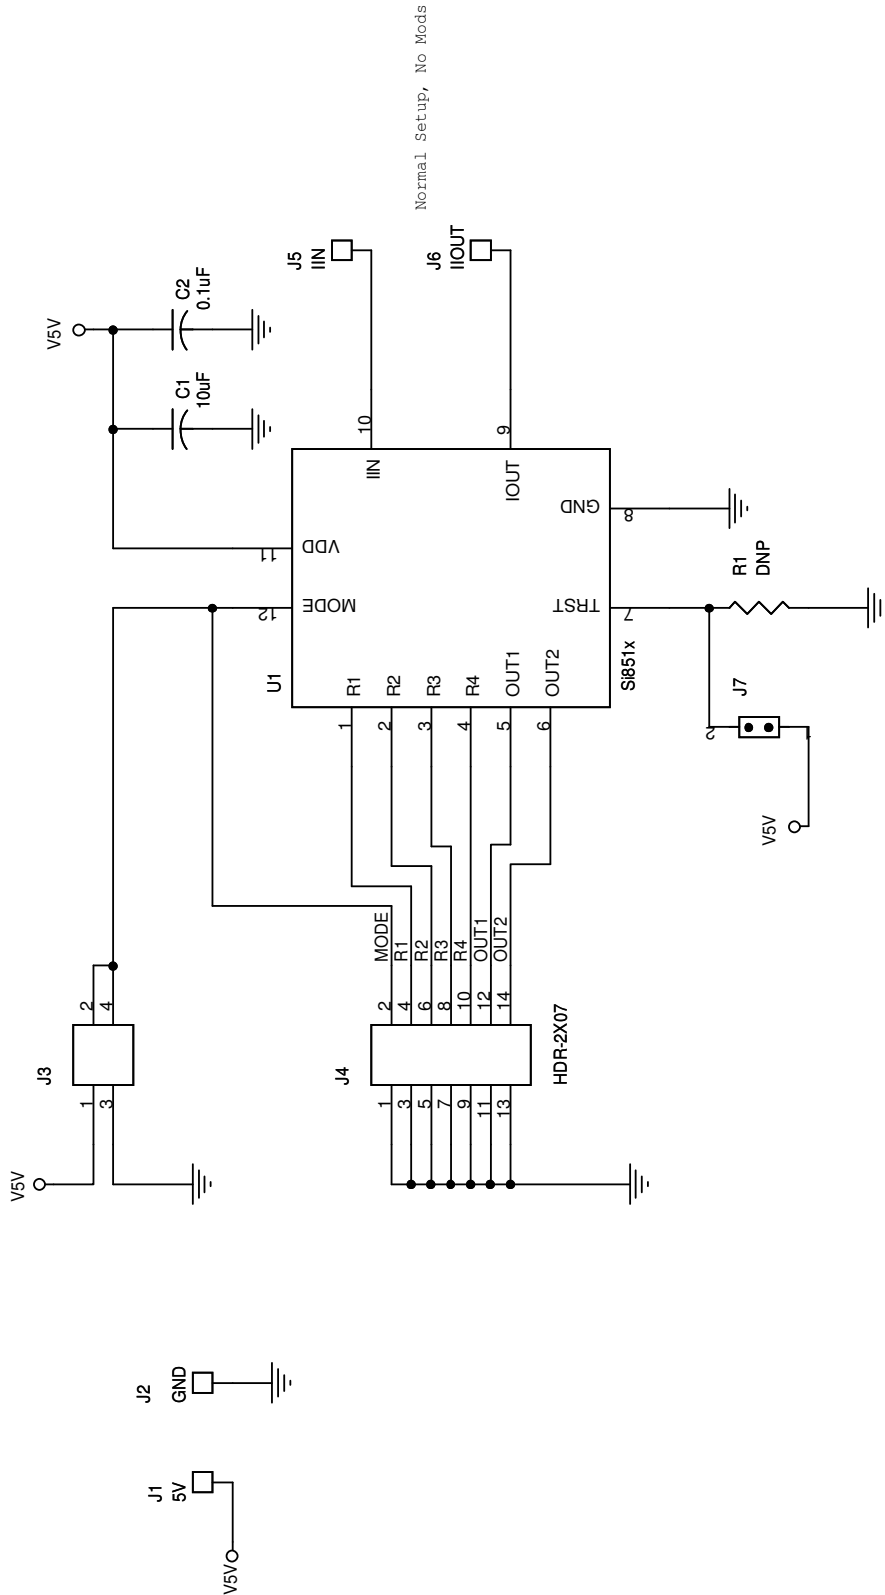 Normal Setup, No Mods
V5V
C2
0.1uF
C1
10uF
J5
IIN
J6
IIOUT
10
9
IIN
IOUT
11
VDD
12
MODE
GND
8
TRST
7
U1
Si851x
R1
R2
R3
R4
OUT1
OUT2
1
2
3
4
5
6
R1
DNP
J7
2
1
V5V
MODE
R1
R2
R3
R4
OUT1
OUT2
2
4
6
8
10
12
14
J4
HDR-2X07
1
3
5
7
9
11
13
J3
2
4
1
3
V5V
J2
GND
J1
5V
V5V